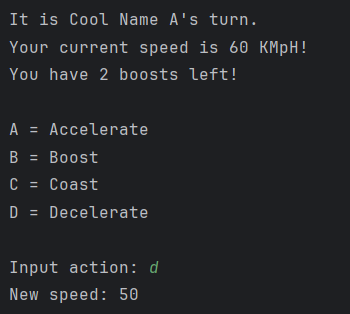 It is Cool Name A's turn.
Your current speed is 60 KMpH!
You have 2 boosts left!
A = Accelerate
B = Boost
C = Coast
D = Decelerate
Input action: d
New speed: 50